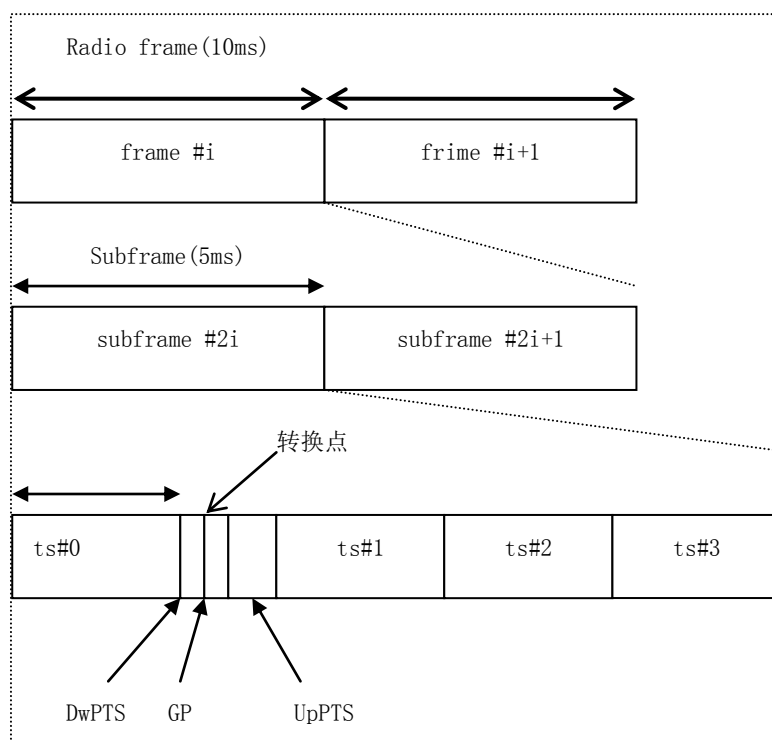 Radio frame(10ms)
frame #i
frime #i+1
Subframe(5ms)
subframe #2i
subframe #2i+1
转换点
ts#0
ts#1
ts#2
ts#3
DwPTS
GP
UpPTS